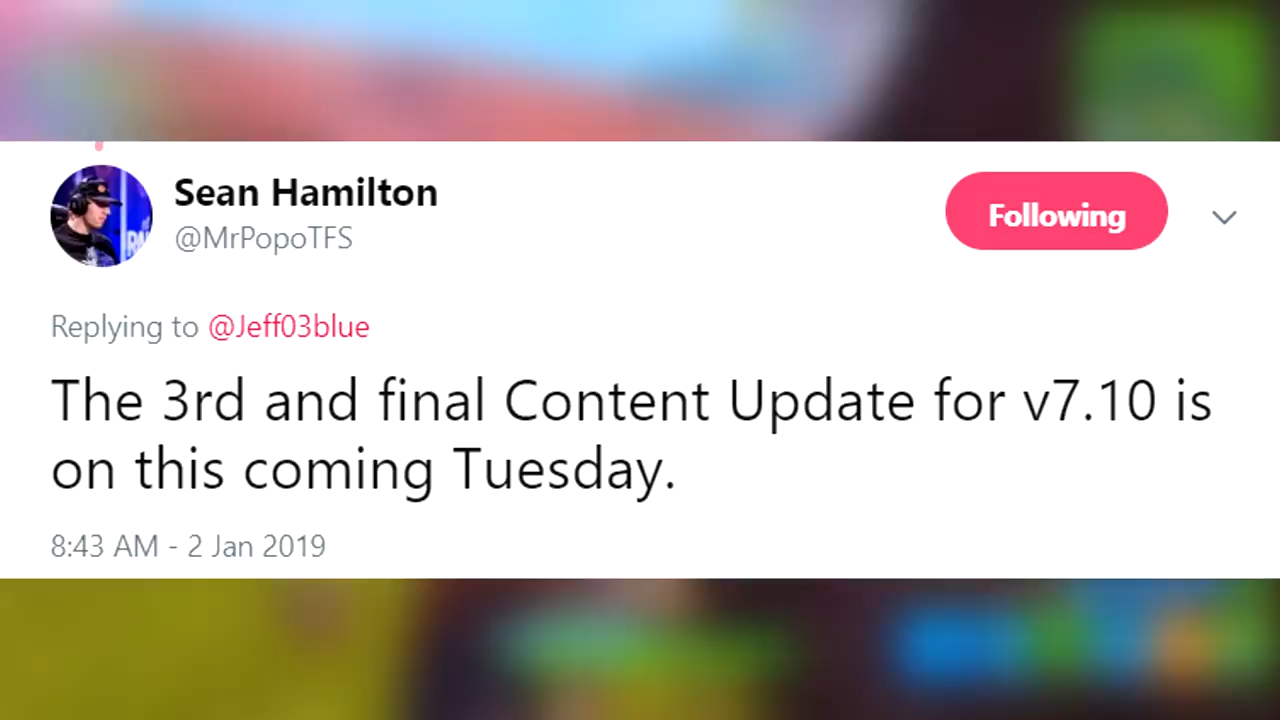 Sean Hamilton
@MrPopoTFS
Following
Replying to @Jeff03blue
The 3rd and final Content Update for v7.10 is
on this coming Tuesday.
8:43 AM - 2 Jan 2019